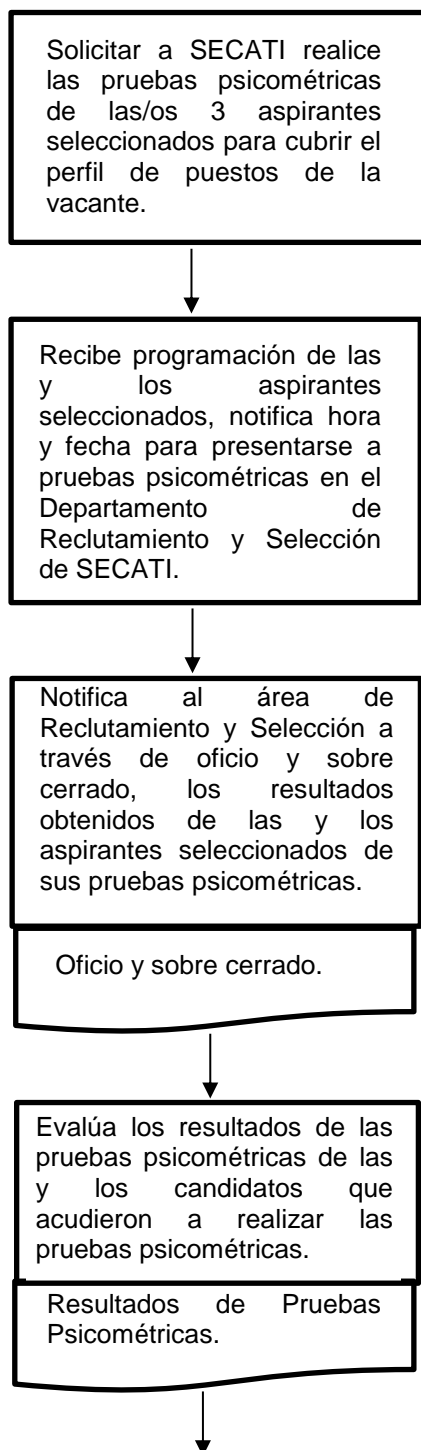 Solicitar a SECATI realice
las pruebas psicométricas
de las/os 3 aspirantes
seleccionados para cubrir el
perfil de puestos de la
vacante.
Recibe programación de las
y los aspirantes
seleccionados, notifica hora
y fecha para presentarse a
pruebas psicométricas en el
Departamento de
Reclutamiento y Selección
de SECATI.
Notifica al área de
Reclutamiento y Selección a
través de oficio y sobre
cerrado, los resultados
obtenidos de las y los
aspirantes seleccionados de
sus pruebas psicométricas.
Oficio y sobre cerrado.
Evalúa los resultados de las
pruebas psicométricas de las
y los candidatos que
acudieron a realizar las
pruebas psicométricas.
Resultados de Pruebas
Psicométricas.